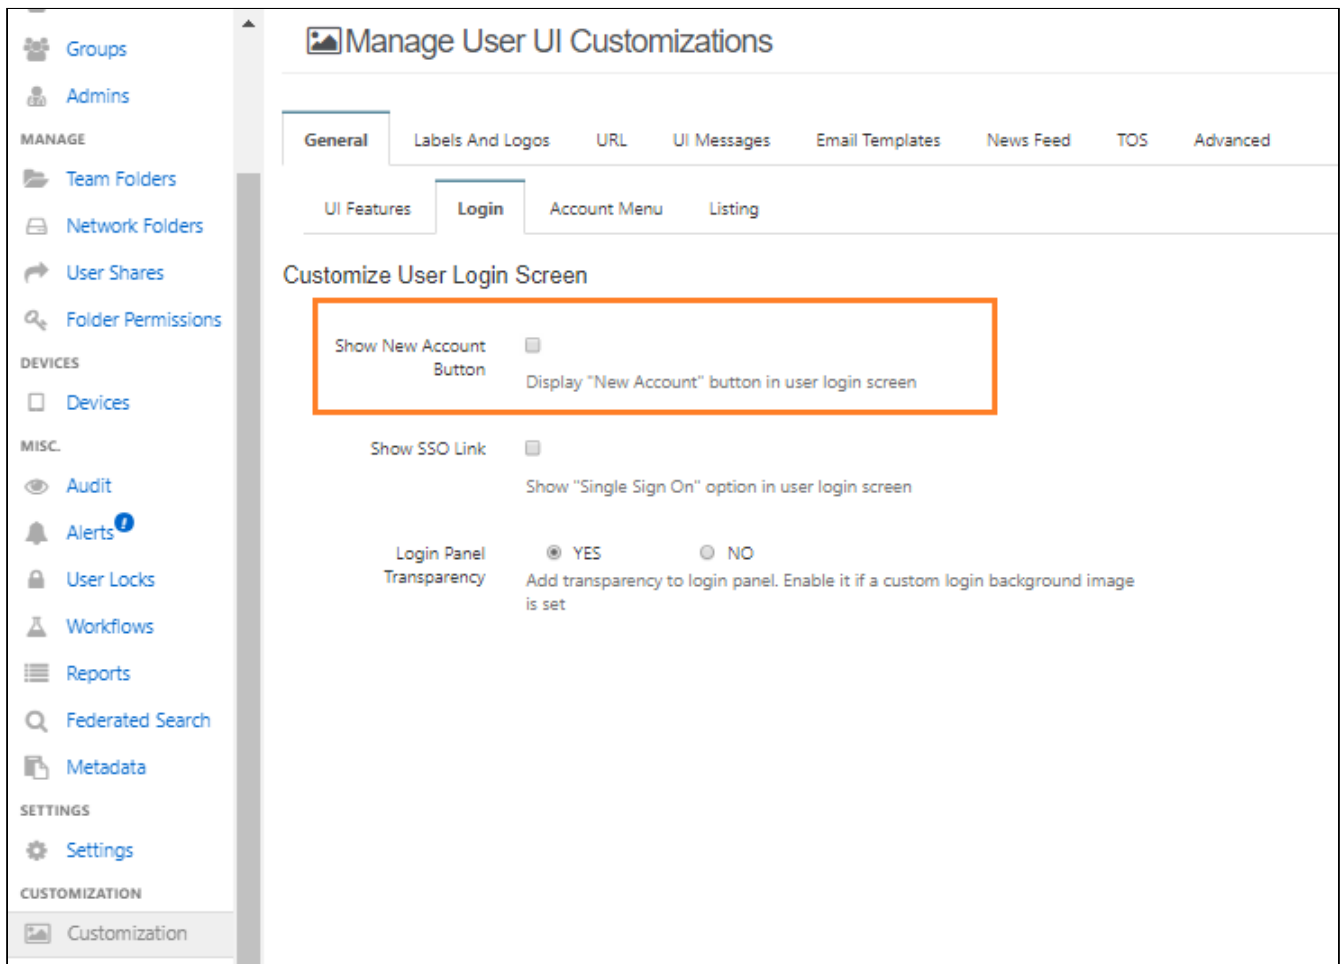 Groups
Admins
MANAGE
Team Folders
Network Folders
User Shares
Folder Permissions
DEVICES
Devices
MISC.
Audit
Alerts
User Locks
Workflows
Reports
Federated Search
Metadata
SETTINGS
Settings
CUSTOMIZATION
Customization
Manage User UI Customizations
General Labels And Logos URL UI Messages Email Templates News Feed TOS Advanced
UI Features Login Account Menu Listing
Customize User Login Screen
Show New Account
Button
Display "New Account" button in user login screen
Show SSO Link
Show "Single Sign On" option in user login screen
Login Panel
Transparency
YES NO
Add transparency to login panel. Enable it if a custom login background image
is set